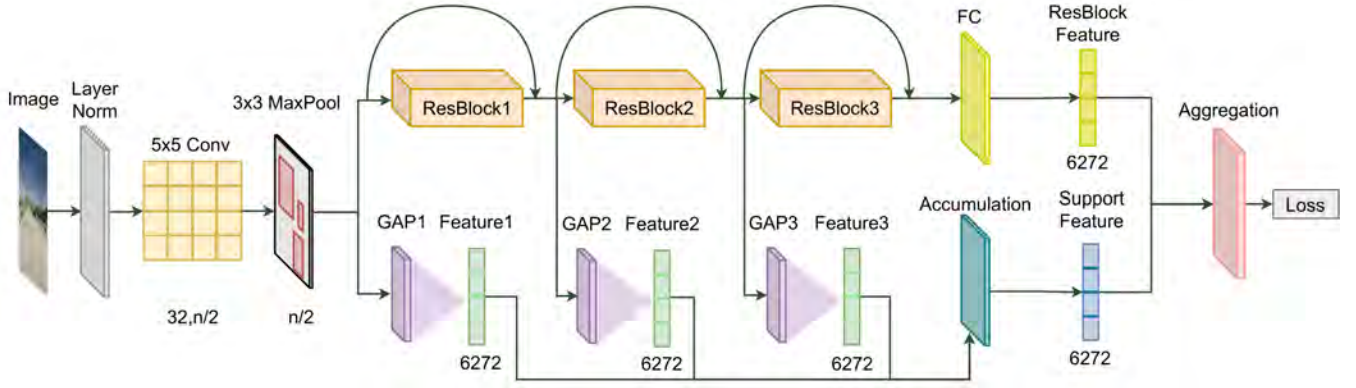 Image
Layer
Norm
5x5 Conv
32,n/2
3x3 MaxPool
n/2
ResBlock1
ResBlock2
ResBlock3
FC
ResBlock
Feature
6272
GAP1
Feature1
6272
GAP2
Feature2
6272
GAP3
Feature3
6272
Accumulation
Support
Feature
6272
Aggregation
Loss